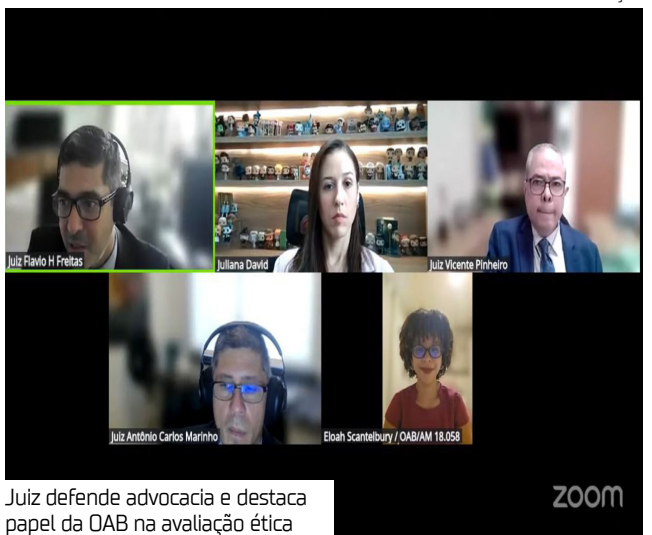 Juiz Flavio H Freitas
Juliana David
Juiz Vicente Pinheiro
Juiz Antônio Carlos Marinho
Eloah Scantelbury / OAB/AM 18.058
zoom
Juiz defende advocacia e destaca
papel da OAB na avaliação ética